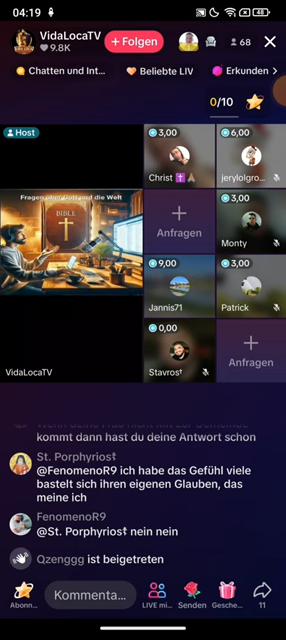 04:19
48
VidaLocaTV
9.8K
+ Folgen
68
Chatten und Int...
Beliebte LIV
Erkunden
0/10
Host
3,00
6,00
Christ
jerylolgro...
Fragen über Gott und die Welt
BIBLE
3,00
Anfragen
Monty
9,00
3,00
Jannis71
Patrick
0,00
Anfragen
VidaLocaTV
Stavros☦
kommt dann hast du deine Antwort schon
St. Porphyrios☦
@FenomenoR9 ich habe das Gefühl viele
bastelt sich ihren eigenen Glauben, das
meine ich
FenomenoR9
@St. Porphyrios☦ nein nein
Qzenggg ist beigetreten
Kommenta...
Abonn...
LIVE mi...
Senden
Gesche...
11